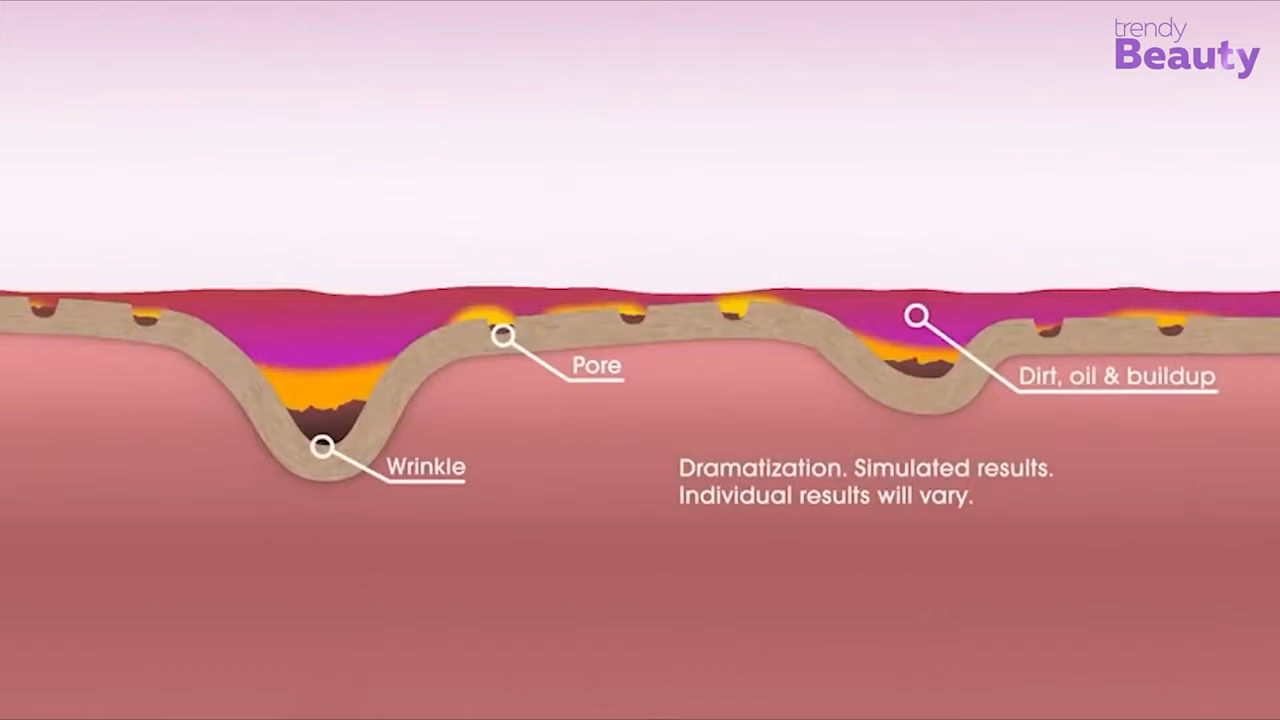 trendy
Beauty
Pore
Dirt, oil & buildup
Wrinkle
Dramatization. Simulated results.
Individual results will vary.